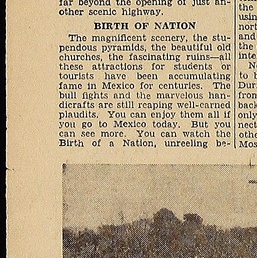 far beyond the opening of just an-
other scenic highway.
BIRTH OF NATION
The magnificent scenery, the stu-
pendous pyramids, the beautiful old
churches, the fascinating ruins—all
these attractions for students or
tourists have been accumulating
fame in Mexico for centuries. The
bull fights and the marvelous han-
dicrafts are still reaping well-earned
plaudits. You can enjoy them all if
you go to Mexico today. But you
can see more. You can watch the
Birth of a Nation, unreeling be-
the
usin
nort
and
the
inte
to b
Duri
from
back
only
nect
othe
Mos